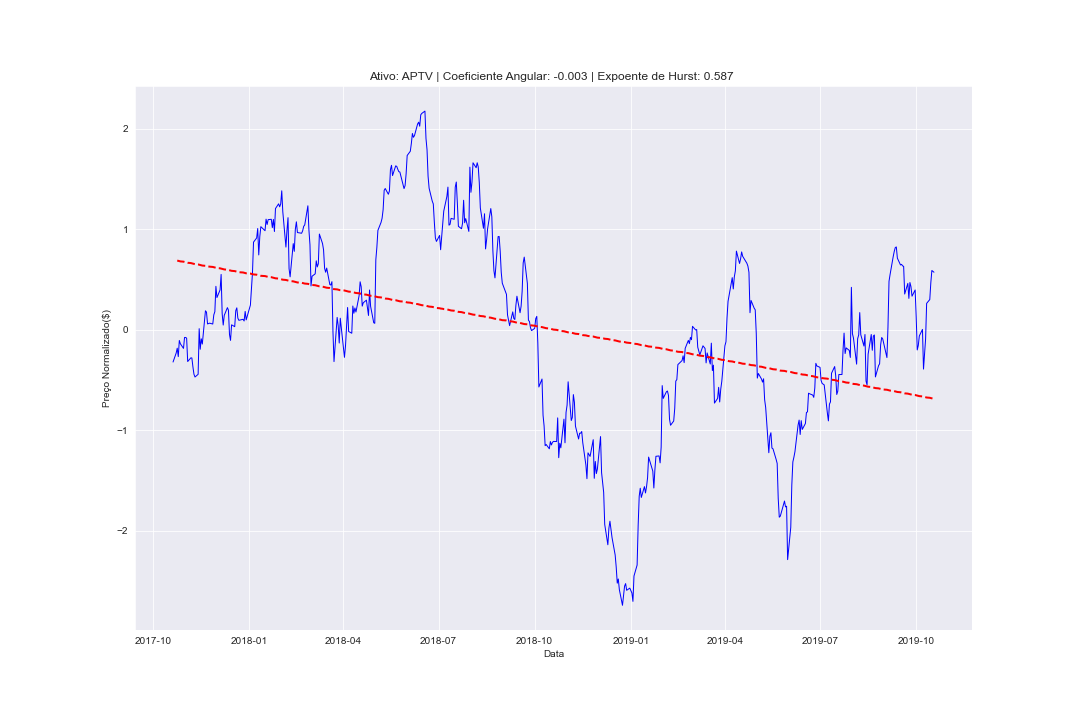 Ativo: APTV | Coeficiente Angular: -0.003 | Expoente de Hurst: 0.587
Preço Normalizado($)
2
1
0
−1
−2
2017-10 2018-01 2018-04 2018-07 2018-10 2019-01 2019-04 2019-07 2019-10
Data